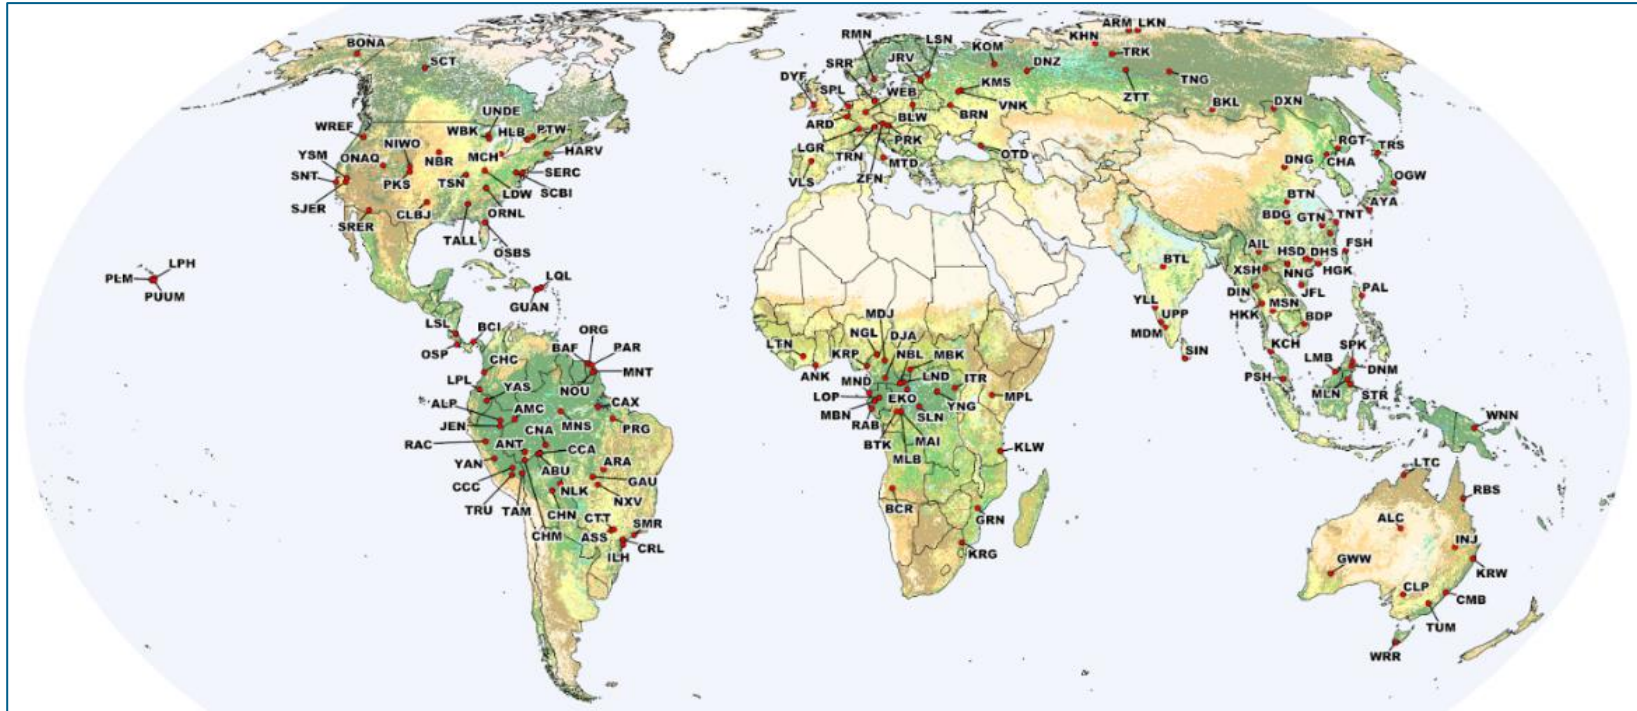 ARM LKN
KHN
BONA
RMN
LSN
KOM
TRK
SCT
SRR
JRV
DNZ
TNG
DYF
SPL
WEB
KMS
ZTT
UNDE
VNK
BKL
DXN
WREF
WBK
HLB
PTW
ARD
BLW
BRN
NIWO
RGT
YSM
ONAQ
NBR
MCH
HARV
LGR
TRN
PRK
OTD
DNG
CHA
TRS
SNT
PKS
TSN
SERC
VLS
ZFN
MTD
OGW
LDW
SCBI
BTN
SJER
CLBJ
ORNL
BDG
GTN
TNT
AYA
SRER
TALL
OSBS
AIL
HSD
DHS
FSH
LPH
BTL
XSH
NNG
HGK
PLM
LQL
DIN
JFL
PAL
PUUM
GUAN
YLL
MSN
MDJ
UPP
HKK
BDP
LSL
BCI
ORG
NGL
DJA
MDM
OSP
BAF
PAR
LTN
KRP
NBL
MBK
SIN
KCH
LMB
SPK
CHC
MNT
ANK
MND
LND
ITR
PSH
DNM
LPL
YAS
NOU
LOP
EKO
MPL
MLN
STR
ALP
AMC
CAX
MBN
SLN
YNG
JEN
CNA
MNS
PRG
RAB
WNN
RAC
ANT
CCA
BTK
MAI
KLW
YAN
ABU
ARA
MLB
LTC
CCC
GAU
RBS
TRU
TAM
NLK
NXV
BCR
CHN
CTT
SMR
GRN
ALC
CHM
ASS
CRL
KRG
INJ
ILH
GWW
KRW
CLP
CMB
TUM
WRR